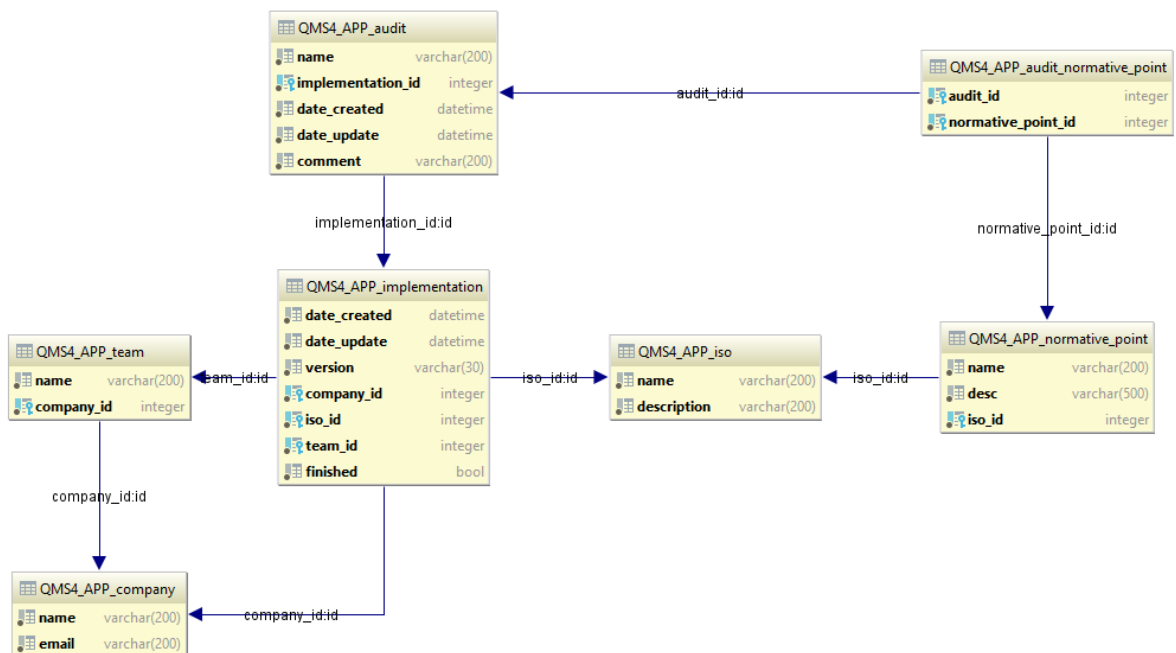 QMS4_APP_audit
name varchar(200)
implementation_id integer
date_created datetime
date_update datetime
comment varchar(200)
QMS4_APP_audit_normative_point
audit_id integer
normative_point_id integer
audit_id:id
implementation_id:id
normative_point_id:id
QMS4_APP_implementation
date_created datetime
date_update datetime
version varchar(30)
company_id integer
iso_id integer
team_id integer
finished bool
QMS4_APP_team
name varchar(200)
company_id integer
eam_id:id
iso_id:id
QMS4_APP_iso
name varchar(200)
description varchar(200)
iso_id:id
QMS4_APP_normative_point
name varchar(200)
desc varchar(500)
iso_id integer
company_id:id
QMS4_APP_company
name varchar(200)
email varchar(200)
company_id:id